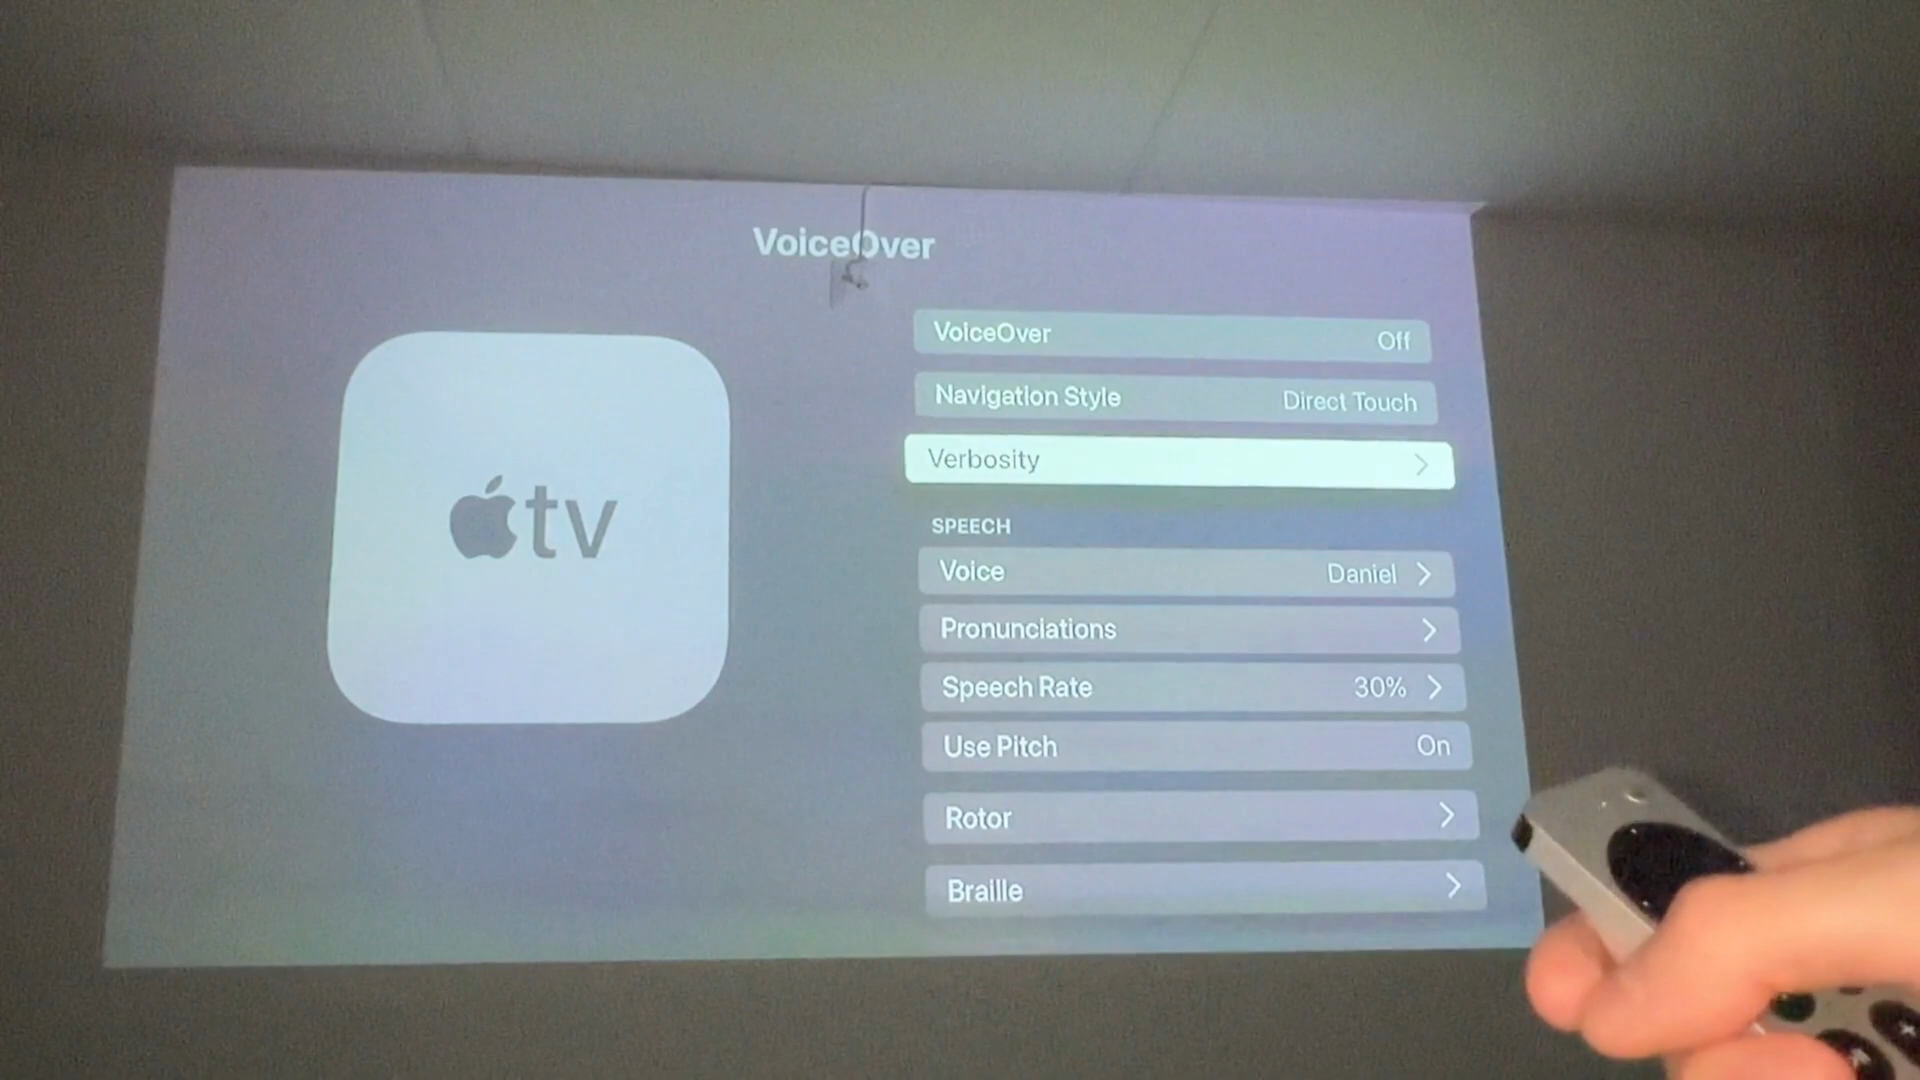 VoiceOver
tv
VoiceOver Off
Navigation Style Direct Touch
Verbosity
SPEECH
Voice Daniel
Pronunciations
Speech Rate 30%
Use Pitch On
Rotor
Braille